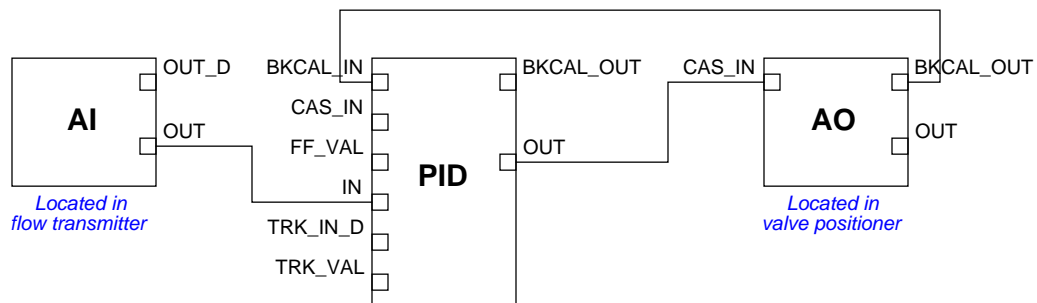 AI
OUT_D
OUT
Located in
flow transmitter
BKCAL_IN
CAS_IN
FF_VAL
IN
TRK_IN_D
TRK_VAL
PID
BKCAL_OUT
OUT
CAS_IN
AO
BKCAL_OUT
OUT
Located in
valve positioner